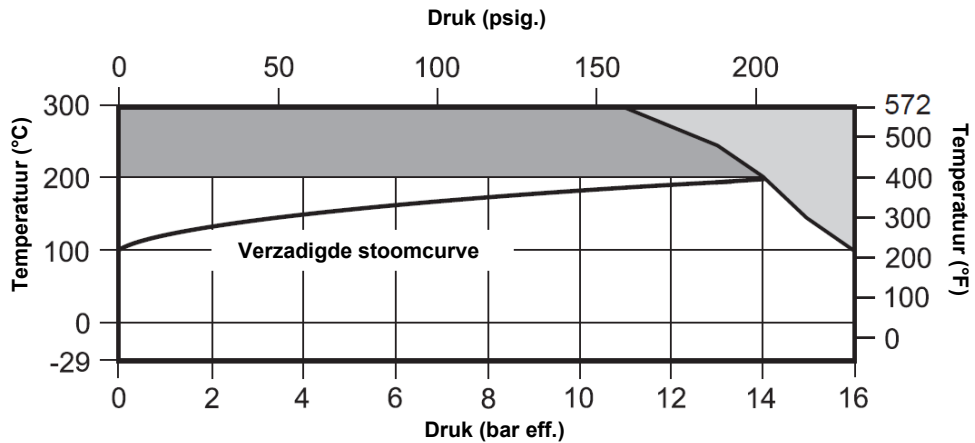 Druk (psig.)
0 50 100 150 200
300 572
500
200 400
300
100 200
100
0 0
-29
Temperatuur (°C)
Temperatuur (°F)
Verzadigde stoomcurve
0 2 4 6 8 10 12 14 16
Druk (bar eff.)